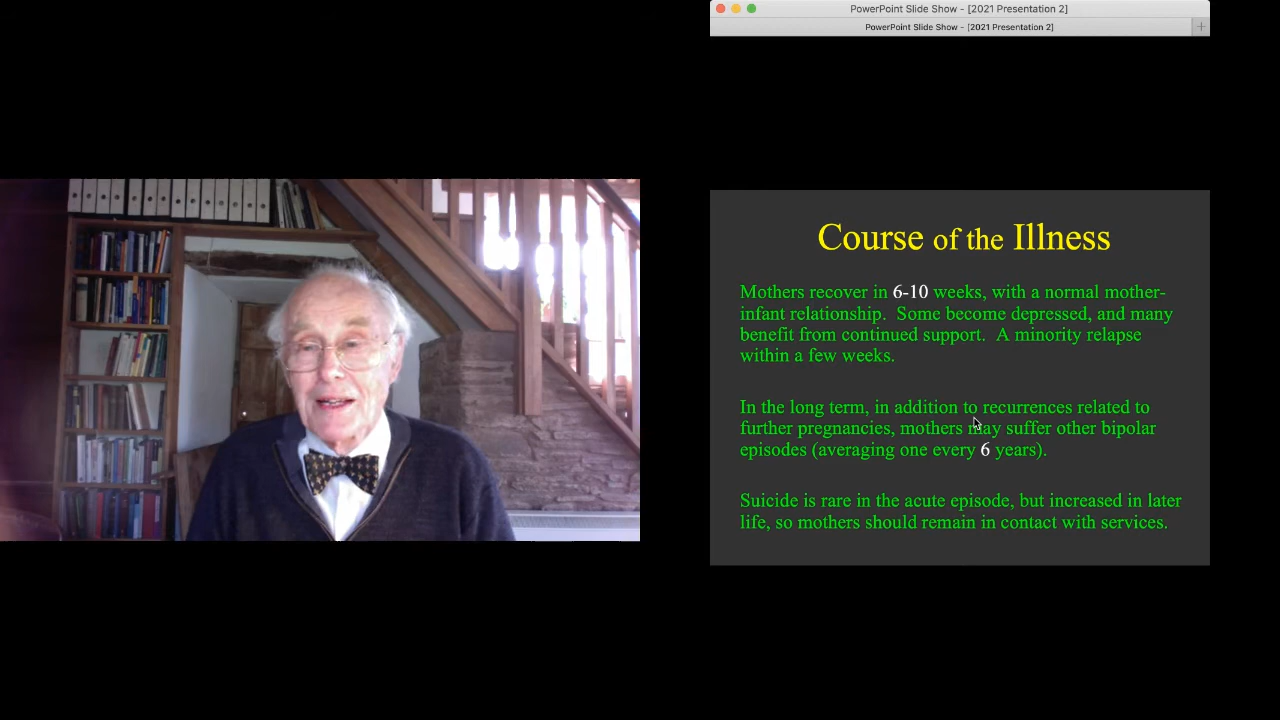 PowerPoint Slide Show - [2021 Presentation 2]
PowerPoint Slide Show - [2021 Presentation 2]
Course of the Illness
Mothers recover in 6-10 weeks, with a normal mother-
infant relationship.  Some become depressed, and many
benefit from continued support.  A minority relapse
within a few weeks.
In the long term, in addition to recurrences related to
further pregnancies, mothers may suffer other bipolar
episodes (averaging one every 6 years).
Suicide is rare in the acute episode, but increased in later
life, so mothers should remain in contact with services.